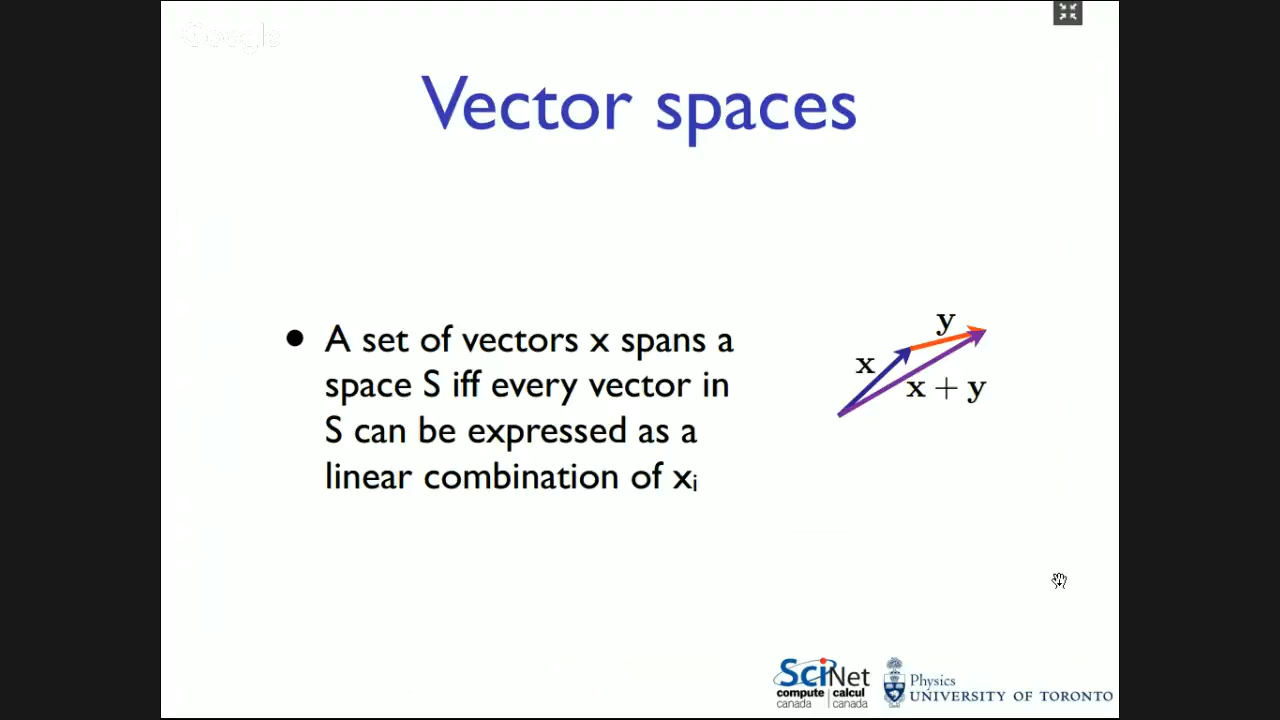 Google
Vector spaces
• A set of vectors x spans a
space S iff every vector in
S can be expressed as a
linear combination of xᵢ
y
x
x + y
SciNet
compute | calcul
canada | canada
Physics
UNIVERSITY OF TORONTO